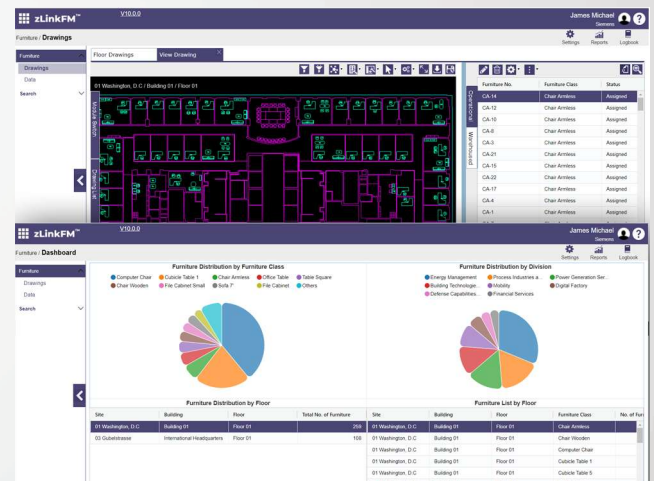 zLinkFM™
V10.0.0
James Michael
Siemens
Furniture / Drawings
Settings Reports Logbook
Furniture
Drawings
Data
Search
Floor Drawings
View Drawing
01 Washington, D.C / Building 01 / Floor 01
Module Switch
Drawing List
Operational
Warehoused
Furniture No. Furniture Class Status
CA-14 Chair Armless Assigned
CA-12 Chair Armless Assigned
CA-10 Chair Armless Assigned
CA-8 Chair Armless Assigned
CA-3 Chair Armless Assigned
CA-21 Chair Armless Assigned
CA-15 Chair Armless Assigned
CA-22 Chair Armless Assigned
CA-17 Chair Armless Assigned
CA-4 Chair Armless Assigned
CA-1 Chair Armless Assigned
zLinkFM™
V10.0.0
James Michael
Siemens
Furniture / Dashboard
Settings Reports Logbook
Furniture
Drawings
Data
Search
Furniture Distribution by Furniture Class
Computer Chair Cubicle Table 1 Chair Armless Office Table Table Square
Chair Wooden File Cabinet Small Sofa 7' File Cabinet Others
Furniture Distribution by Division
Energy Management Process Industries a... Power Generation Ser...
Building Technologie... Mobility Digital Factory
Defense Capabilities... Financial Services
Furniture Distribution by Floor
Site Building Floor Total No. of Furniture
01 Washington, D.C Building 01 Floor 01 259
03 Gubelstrasse International Headquarters Floor 01 108
Furniture List by Floor
Site Building Floor Furniture Class No. of Furn
01 Washington, D.C Building 01 Floor 01 Chair Armless
01 Washington, D.C Building 01 Floor 01 Chair Wooden
01 Washington, D.C Building 01 Floor 01 Computer Chair
01 Washington, D.C Building 01 Floor 01 Cubicle Table 1
01 Washington, D.C Building 01 Floor 01 Cubicle Table 5